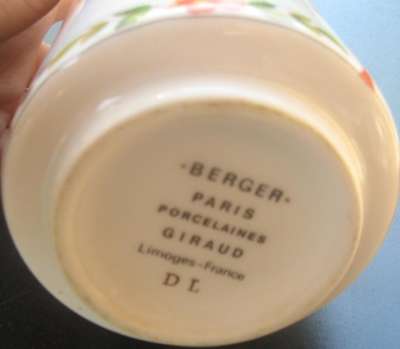 -BERGER-
PARIS
PORCELAINES
GIRAUD
Limoges-France
D L